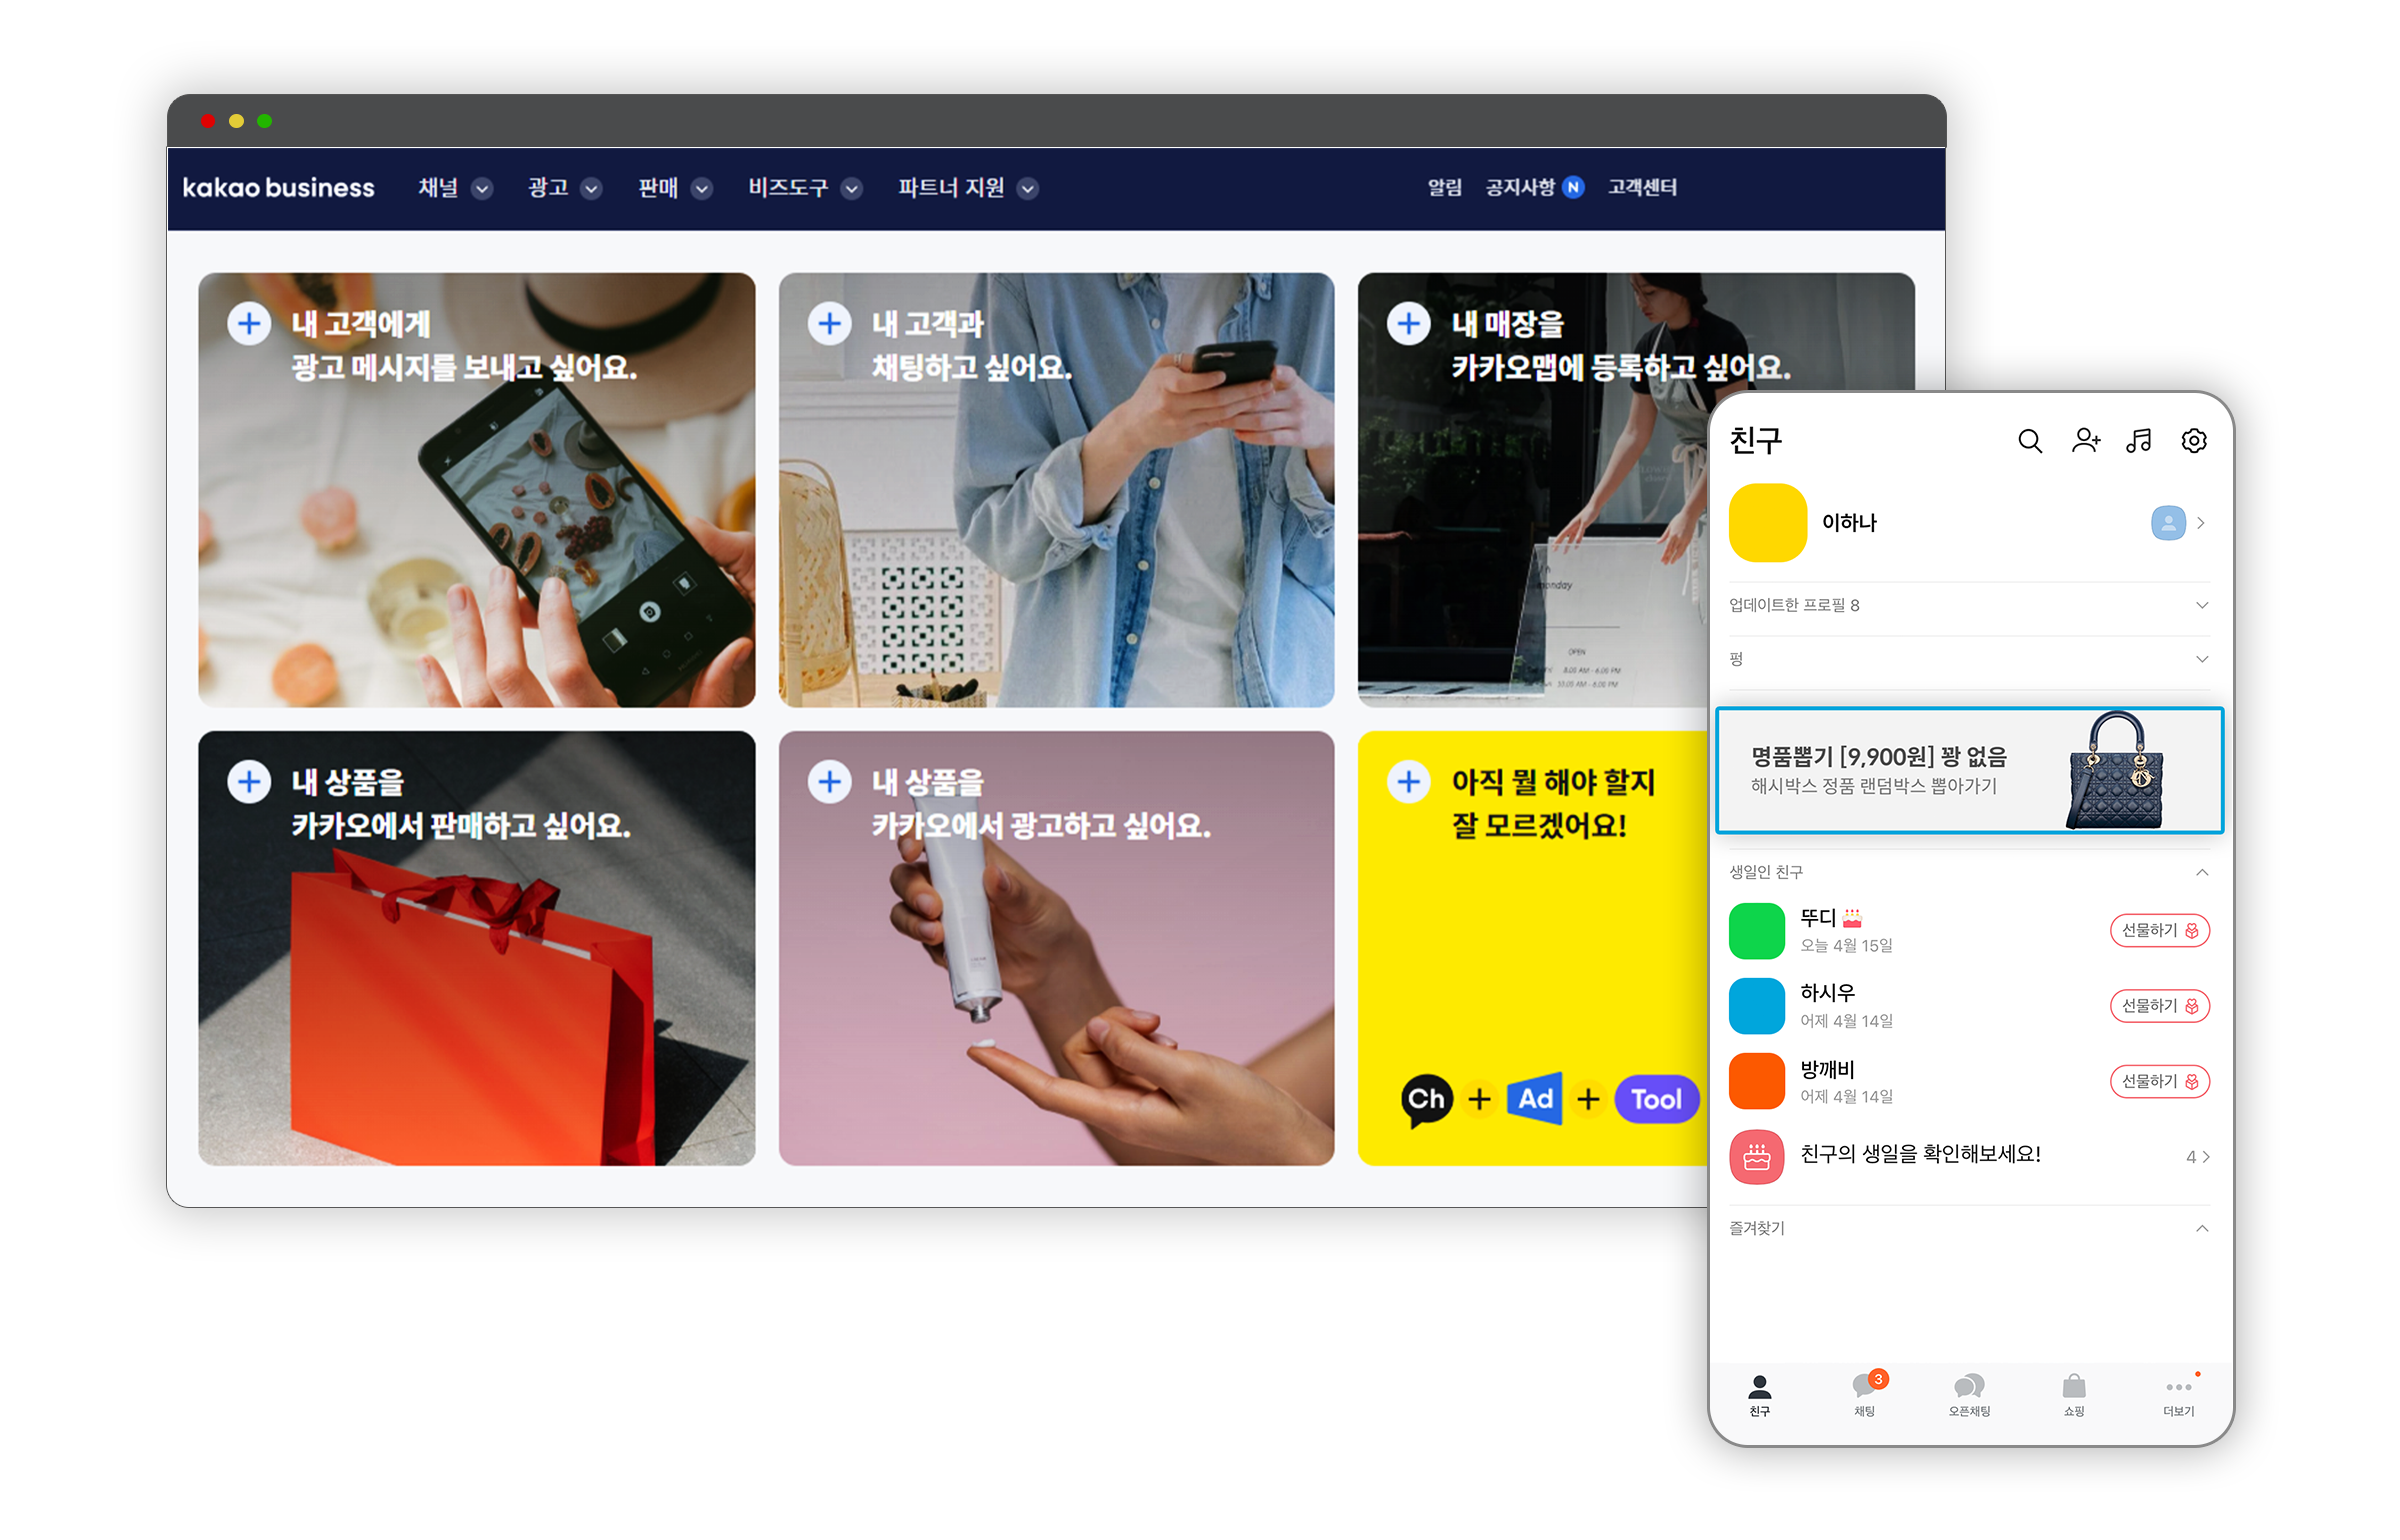 kakao business 채널 광고 판매 비즈도구 파트너 지원 알림 공지사항 N 고객센터
내 고객에게
광고 메시지를 보내고 싶어요.
내 고객과
채팅하고 싶어요.
내 매장을
카카오맵에 등록하고 싶어요.
monday
OPEN
8:00 AM - 6:00 PM
내 상품을
카카오에서 판매하고 싶어요.
내 상품을
카카오에서 광고하고 싶어요.
아직 뭘 해야 할지
잘 모르겠어요!
Ch + Ad + Tool
친구
이하나
업데이트한 프로필 8
펑
명품뽑기 [9,900원] 꽝 없음
해시박스 정품 랜덤박스 뽑아가기
생일인 친구
뚜디
오늘 4월 15일
선물하기
하시우
어제 4월 14일
선물하기
방깨비
어제 4월 14일
선물하기
친구의 생일을 확인해보세요! 4
즐겨찾기
3
친구 채팅 오픈채팅 쇼핑 더보기